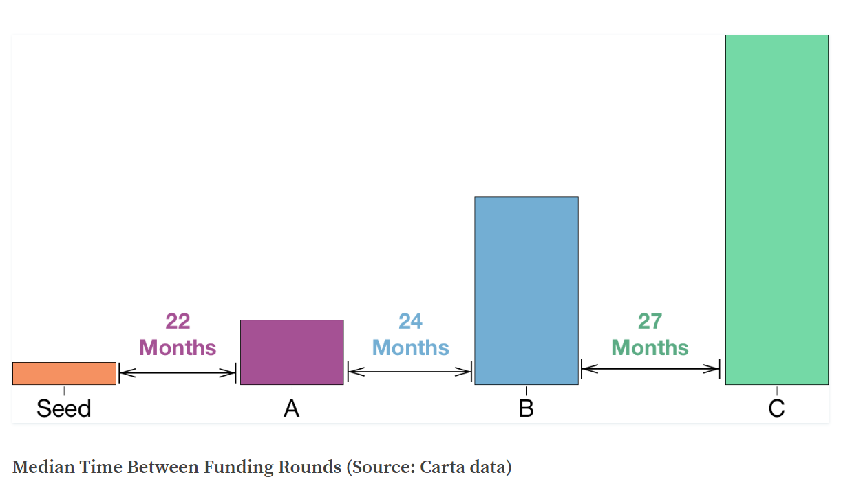 22
Months
24
Months
27
Months
Seed
A
B
C
Median Time Between Funding Rounds (Source: Carta data)